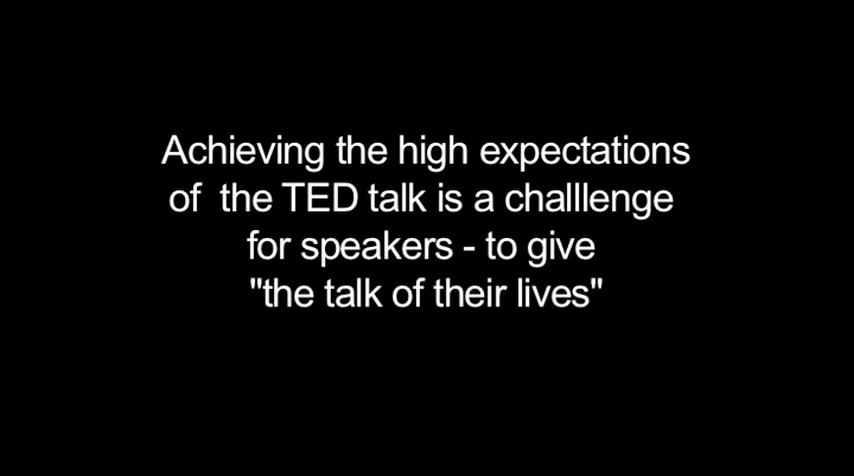 Achieving the high expectations
of  the TED talk is a challlenge
for speakers - to give
"the talk of their lives"